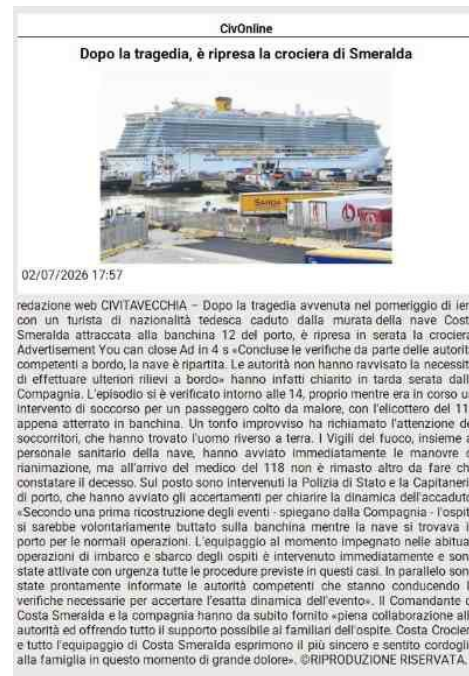 CivOnline
Dopo la tragedia, è ripresa la crociera di Smeralda
02/07/2026 17:57
redazione web CIVITAVECCHIA – Dopo la tragedia avvenuta nel pomeriggio di ier
con un turista di nazionalità tedesca caduto dalla murata della nave Cost
Smeralda attraccata alla banchina 12 del porto, è ripresa in serata la crociera
Advertisement You can close Ad in 4 s «Concluse le verifiche da parte delle autorit
competenti a bordo, la nave è ripartita. Le autorità non hanno ravvisato la necessit
di effettuare ulteriori rilievi a bordo» hanno infatti chiarito in tarda serata dall
Compagnia. L'episodio si è verificato intorno alle 14, proprio mentre era in corso u
intervento di soccorso per un passeggero colto da malore, con l'elicottero del 11
appena atterrato in banchina. Un tonfo improvviso ha richiamato l'attenzione de
soccorritori, che hanno trovato l'uomo riverso a terra. I Vigili del fuoco, insieme a
personale sanitario della nave, hanno avviato immediatamente le manovre d
rianimazione, ma all'arrivo del medico del 118 non è rimasto altro da fare ch
constatare il decesso. Sul posto sono intervenuti la Polizia di Stato e la Capitaneri
di porto, che hanno avviato gli accertamenti per chiarire la dinamica dell'accadut
«Secondo una prima ricostruzione degli eventi - spiegano dalla Compagnia - l'ospit
si sarebbe volontariamente buttato sulla banchina mentre la nave si trovava i
porto per le normali operazioni. L'equipaggio al momento impegnato nelle abitua
operazioni di imbarco e sbarco degli ospiti è intervenuto immediatamente e son
state attivate con urgenza tutte le procedure previste in questi casi. In parallelo son
state prontamente informate le autorità competenti che stanno conducendo l
verifiche necessarie per accertare l'esatta dinamica dell'evento». Il Comandante d
Costa Smeralda e la compagnia hanno da subito fornito «piena collaborazione all
autorità ed offrendo tutto il supporto possibile ai familiari dell'ospite. Costa Crocier
e tutto l'equipaggio di Costa Smeralda esprimono il più sincero e sentito cordogli
alla famiglia in questo momento di grande dolore». ©RIPRODUZIONE RISERVATA.